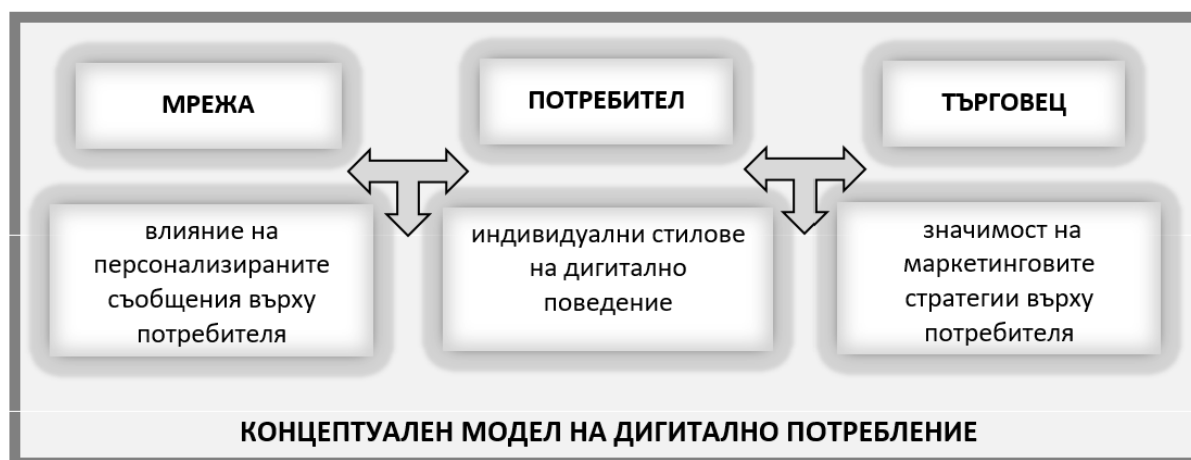 МРЕЖА
ПОТРЕБИТЕЛ
ТЪРГОВЕЦ
влияние на
персонализираните
съобщения върху
потребителя
индивидуални стилове
на дигитално
поведение
значимост на
маркетинговите
стратегии върху
потребителя
КОНЦЕПТУАЛЕН МОДЕЛ НА ДИГИТАЛНО ПОТРЕБЛЕНИЕ